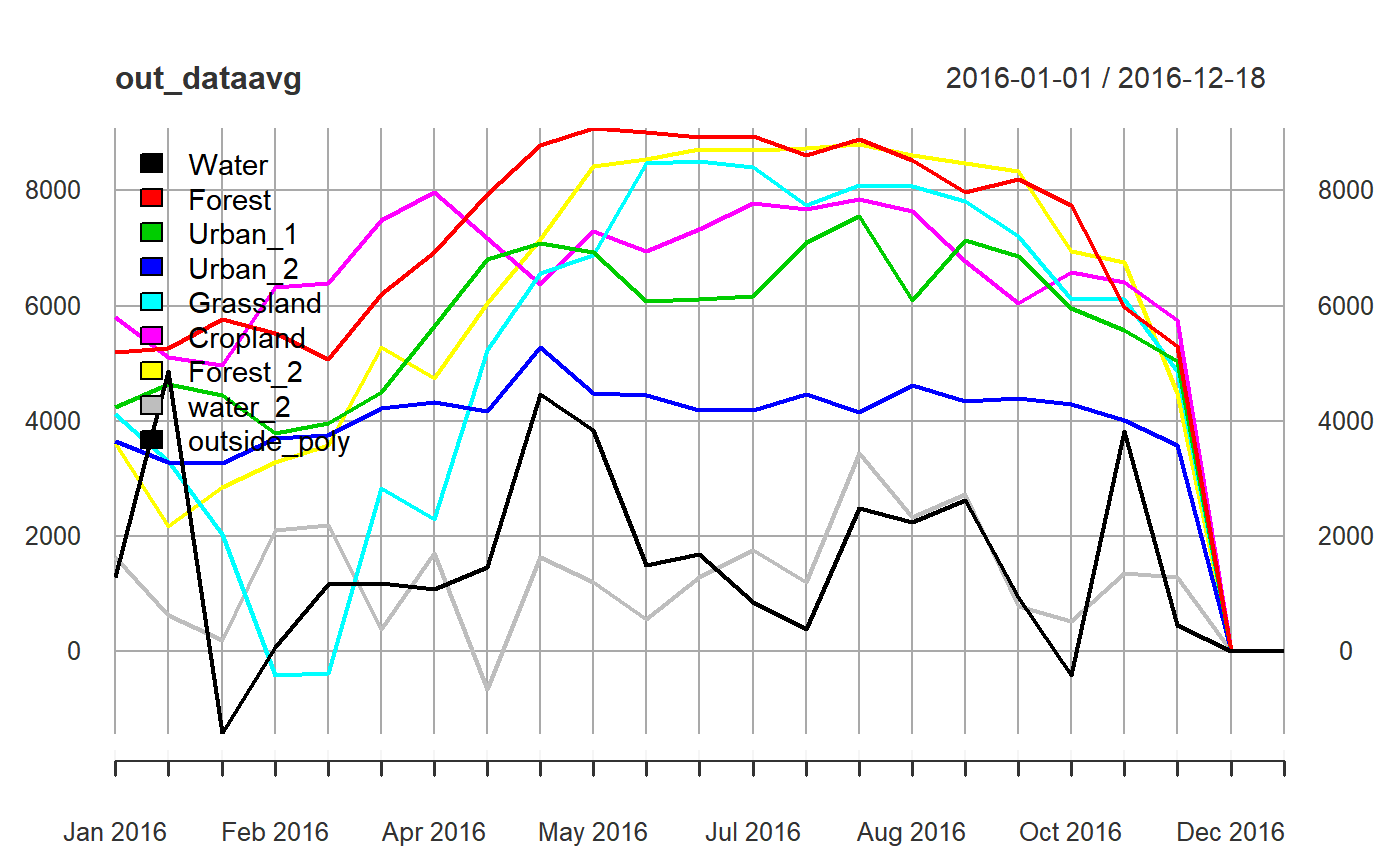 out_dataavg
2016-01-01 / 2016-12-18
Water
Forest
Urban_1
Urban_2
Grassland
Cropland
Forest_2
water_2
outside_poly
8000
6000
4000
2000
0
8000
6000
4000
2000
0
Jan 2016
Feb 2016
Apr 2016
May 2016
Jul 2016
Aug 2016
Oct 2016
Dec 2016